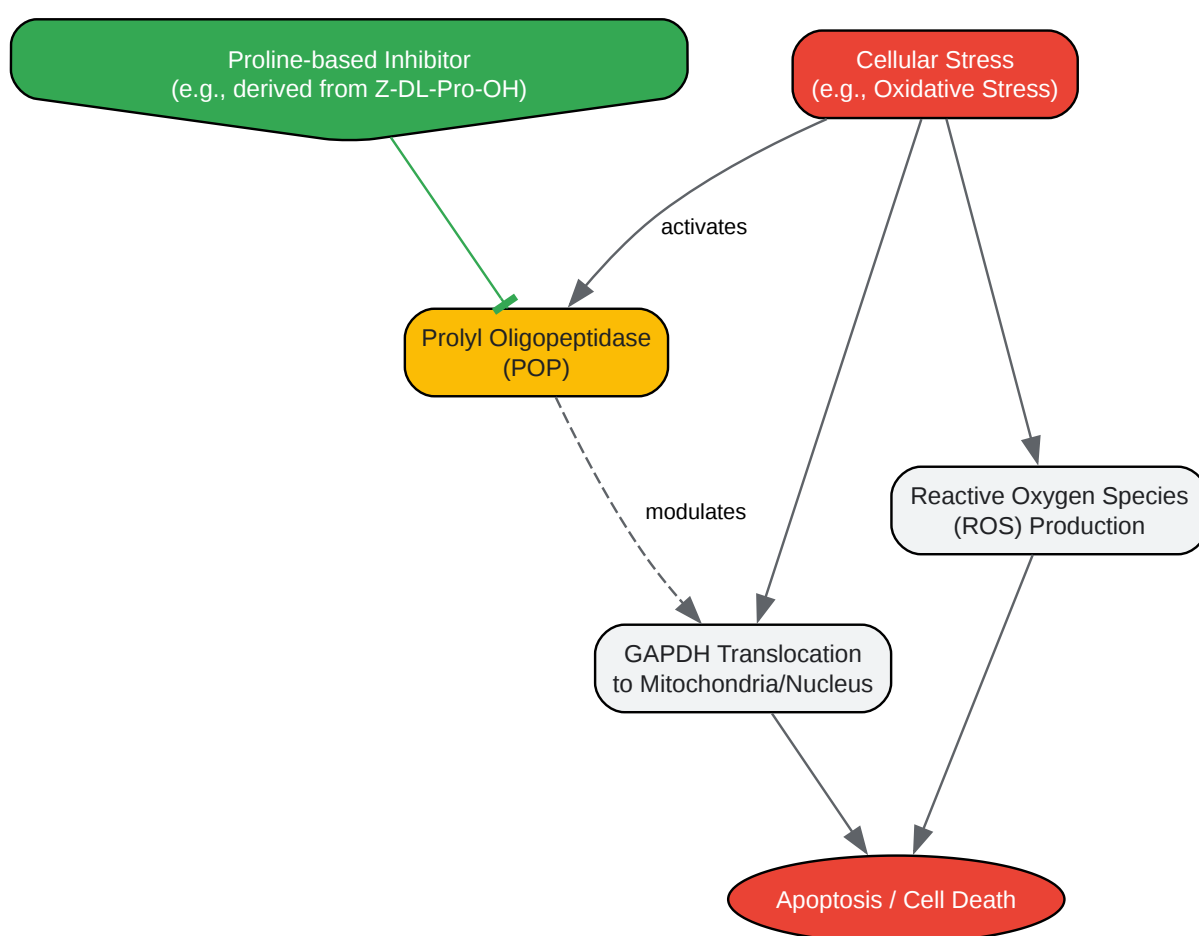 Proline-based Inhibitor
(e.g., derived from Z-DL-Pro-OH)
Cellular Stress
(e.g., Oxidative Stress)
activates
Prolyl Oligopeptidase
(POP)
Reactive Oxygen Species
(ROS) Production
modulates
GAPDH Translocation
to Mitochondria/Nucleus
Apoptosis / Cell Death